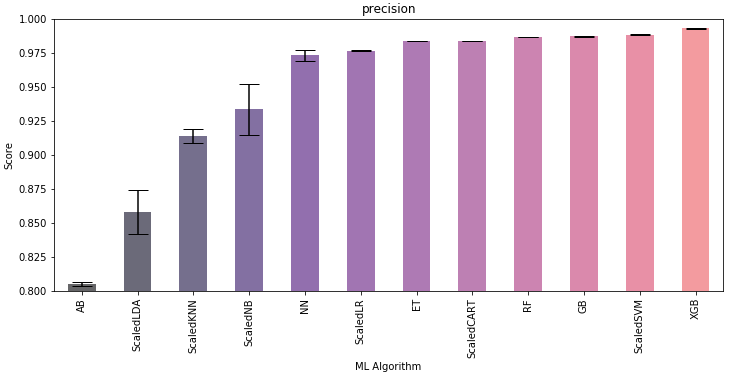 precision
1.000
0.975
0.950
0.925
0.900
0.875
0.850
0.825
0.800
Score
AB
ScaledLDA
ScaledKNN
ScaledNB
NN
ScaledLR
ET
ScaledCART
RF
GB
ScaledSVM
XGB
ML Algorithm